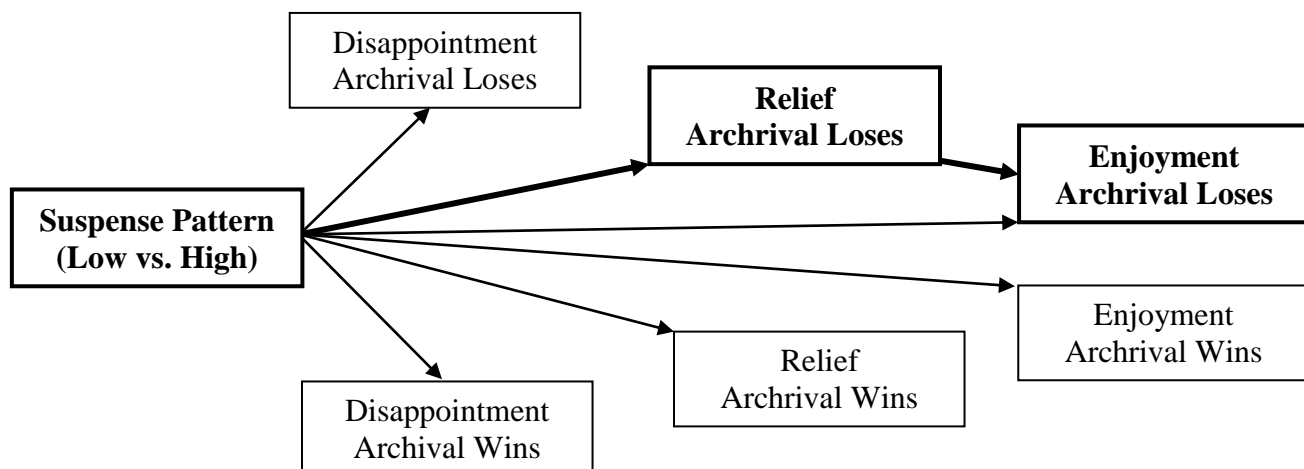 Disappointment
Archrival Loses
Relief
Archrival Loses
Enjoyment
Archrival Loses
Suspense Pattern
(Low vs. High)
Enjoyment
Archrival Wins
Relief
Archrival Wins
Disappointment
Archival Wins